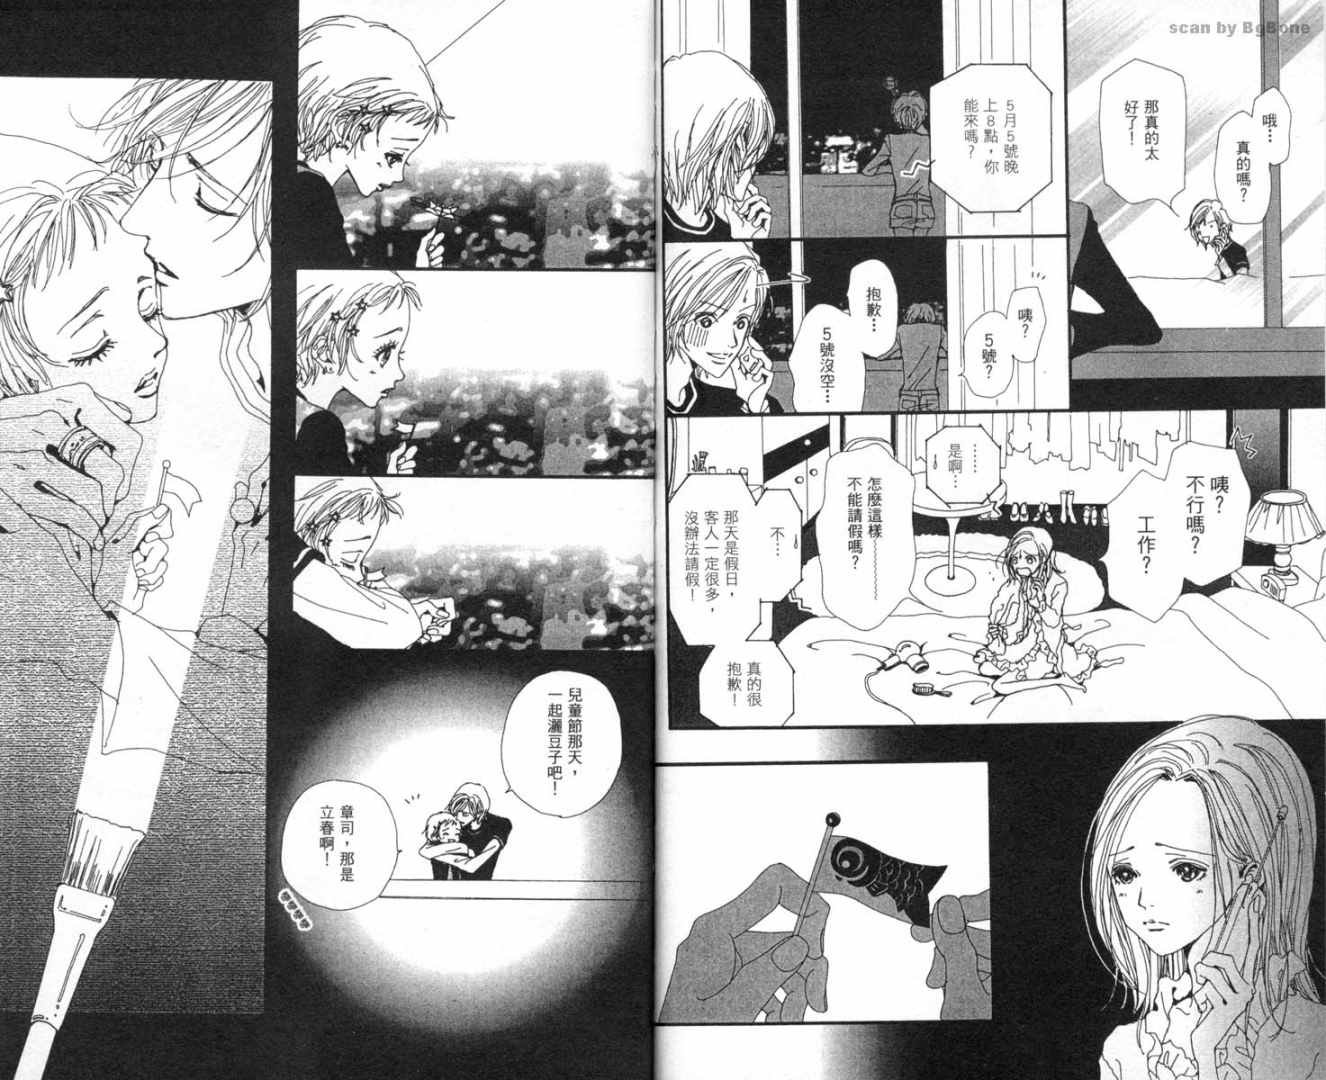 scan by BgBone
哦…
真的嗎?
那真的太
好了!
5月5號晚
上8點,你
能來嗎?
咦?
5號?
抱歉…
5號沒空…
咦?
不行嗎?
工作?
……
是啊…
怎麼這樣~~~~
不能請假嗎?
不…
那天是假日,
客人一定很多,
沒辦法請假!
真的很
抱歉!
兒童節那天,
一起灑豆子吧!
章司,那是
立春啊!